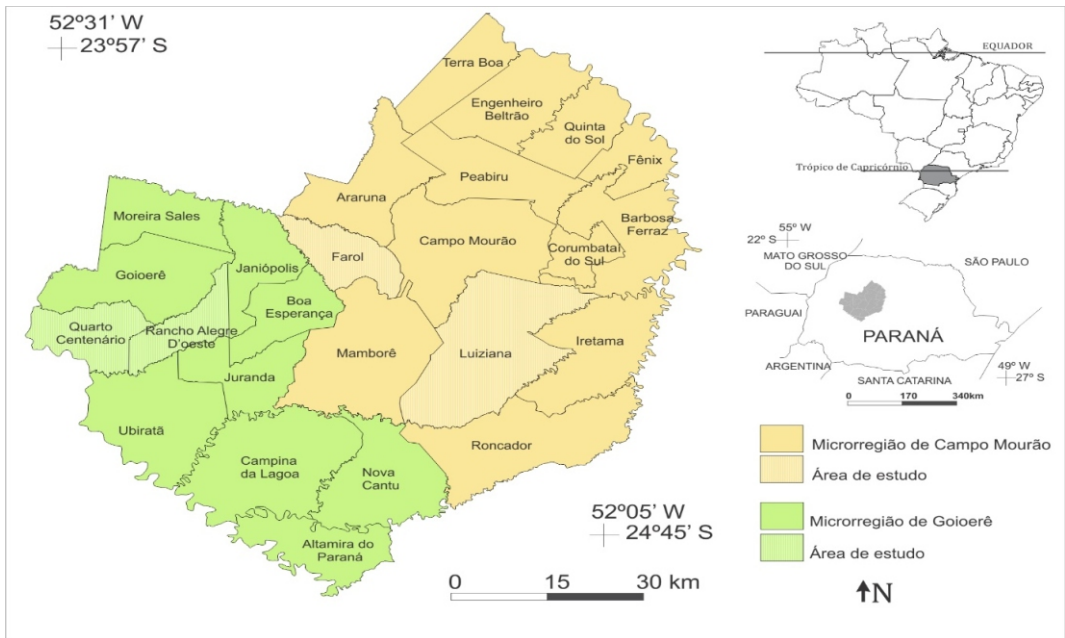 52º31' W
23º57' S
Terra Boa
Engenheiro
Beltrão
Quinta
do Sol
Fênix
Peabiru
Araruna
Barbosa
Ferraz
Campo Mourão
Corumbataí
do Sul
Farol
Moreira Sales
Janiópolis
Goioerê
Boa
Esperança
Quarto
Centenário
Rancho Alegre
D'oeste
Mamborê
Luiziana
Iretama
Juranda
Ubiratã
Roncador
Campina
da Lagoa
Nova
Cantu
Altamira do
Paraná
52º05' W
24º45' S
0 15 30 km
EQUADOR
Trópico de Capricórnio
55º W
22º S
MATO GROSSO
DO SUL
SÃO PAULO
PARAGUAI
PARANÁ
ARGENTINA
SANTA CATARINA
49º W
27º S
0 170 340km
Microrregião de Campo Mourão
Área de estudo
Microrregião de Goioerê
Área de estudo
N